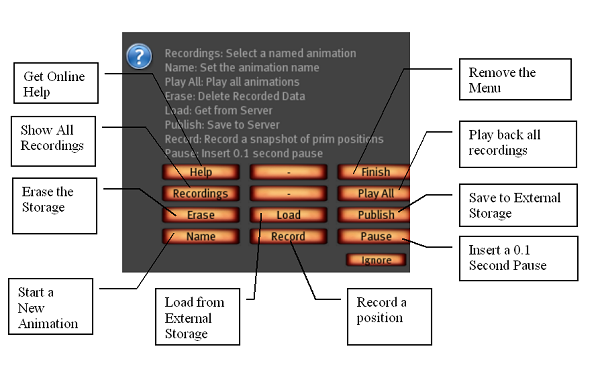 Recordings: Select a named animation
Name: Set the animation name
Play All: Play all animations
Erase: Delete Recorded Data
Load: Get from Server
Publish: Save to Server
Record: Record a snapshot of prim positions
Pause: Insert 0.1 second pause
Help
-
Finish
Recordings
-
Play All
Erase
Load
Publish
Name
Record
Pause
Ignore
Get Online
Help
Show All
Recordings
Erase the
Storage
Start a
New
Animation
Load from
External
Storage
Record a
position
Remove the
Menu
Play back all
recordings
Save to External
Storage
Insert a 0.1
Second Pause